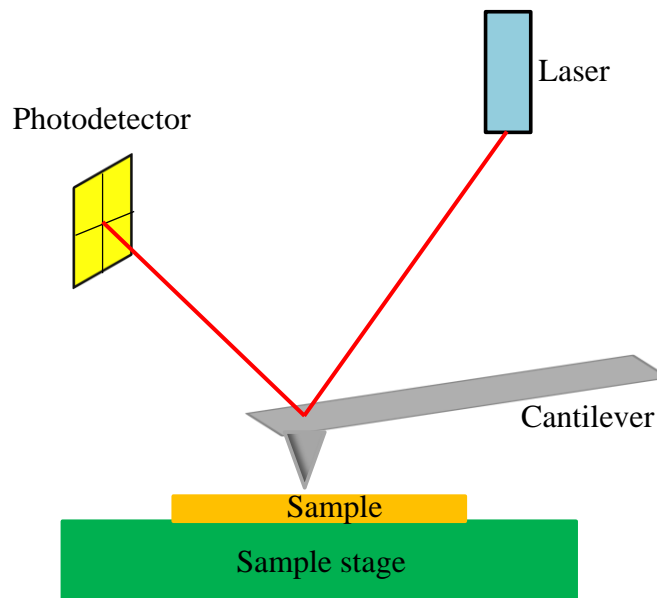 Laser
Photodetector
Cantilever
Sample
Sample stage